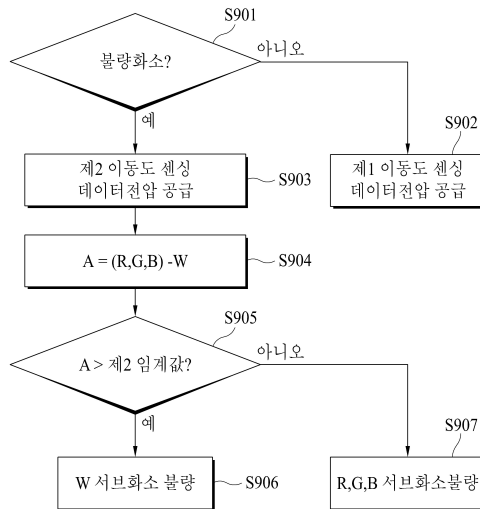 S901
불량화소?
아니오
예
S902
제1 이동도 센싱
데이터전압 공급
제2 이동도 센싱
데이터전압 공급
S903
A = (R,G,B) -W
S904
S905
A > 제2 임계값?
아니오
예
S907
W 서브화소 불량
S906
R,G,B 서브화소불량